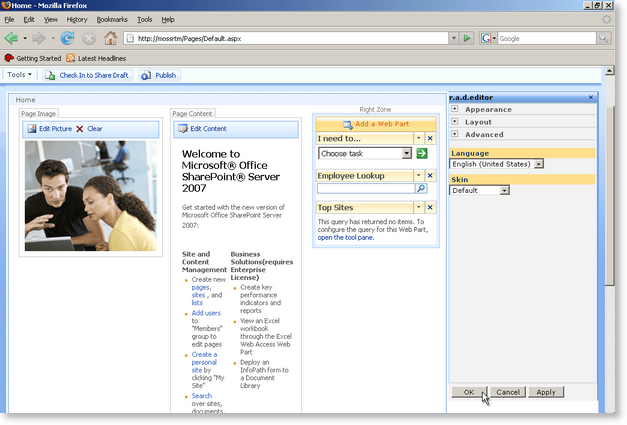 Home - Mozilla Firefox
File Edit View History Bookmarks Tools Help
http://mossrtm/Pages/Default.aspx
Google
Getting Started Latest Headlines
Tools Check In to Share Draft Publish
Home
Page Image
Edit Picture Clear
Page Content
Edit Content
Welcome to
Microsoft® Office
SharePoint® Server
2007
Get started with the new version of
Microsoft Office SharePoint Server
2007:
Site and
Content
Management
Create new
pages,
sites , and
lists
Add users
to
"Members"
group to
edit pages
Create a
personal
site by
clicking "My
Site"
Search
over sites,
documents,
Business
Solutions(requires
Enterprise
License)
Create key
performance
indicators and
reports
View an Excel
workbook
through the
Excel Web Access Web
Part
Deploy an
InfoPath form to
a Document
Library
Right Zone
Add a Web Part
I need to...
Choose task
Employee Lookup
Top Sites
This query has returned no items. To
configure the query for this Web Part,
open the tool pane.
r.a.d.editor
Appearance
Layout
Advanced
Language
English (United States)
Skin
Default
OK Cancel Apply